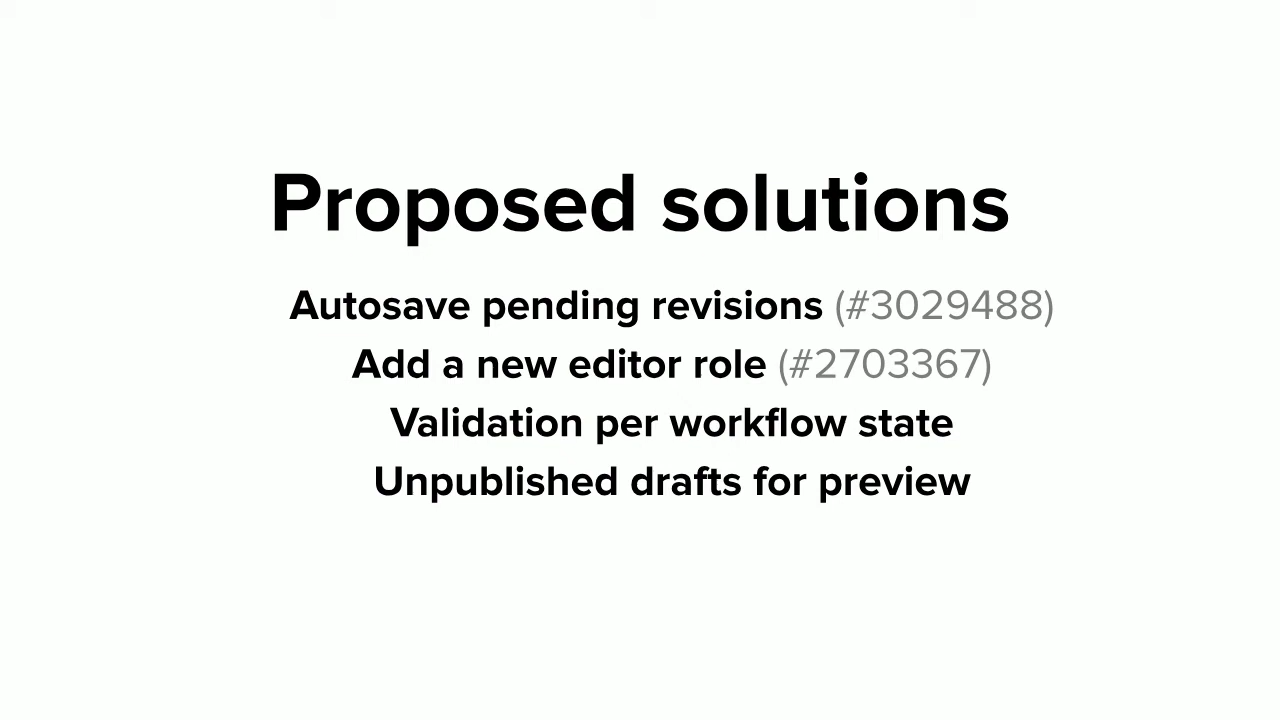 Proposed solutions
Autosave pending revisions (#3029488)
Add a new editor role (#2703367)
Validation per workflow state
Unpublished drafts for preview